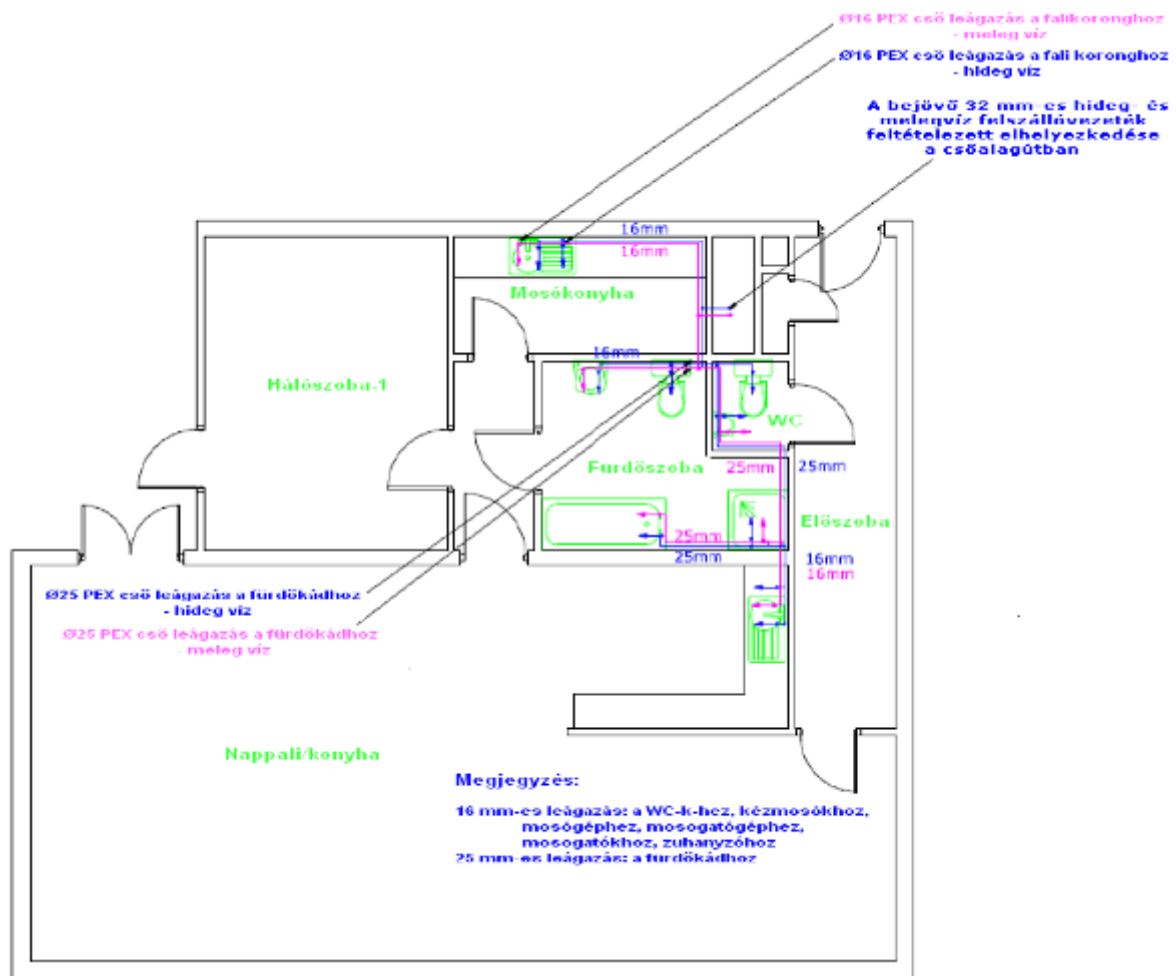 Ø16 PEX cső leágazás a falikoronghoz
- meleg víz
Ø16 PEX cső leágazás a fali koronghoz
- hideg víz
A bejövő 32 mm-es hideg- és
melegvíz felszállóvezeték
feltételezett elhelyezkedése
a csőalagútban
16mm
16mm
Mosókonyha
16mm
Hálószoba-1
WC
Fürdőszoba
25mm
25mm
Előszoba
25mm
25mm
16mm
16mm
Ø25 PEX cső leágazás a fürdőkádhoz
- hideg víz
Ø25 PEX cső leágazás a fürdőkádhoz
- meleg víz
Nappali/konyha
Megjegyzés:
16 mm-es leágazás: a WC-k-hez, kézmosókhoz,
mosógéphez, mosogatógéphez,
mosogatókhoz, zuhanyzóhoz
25 mm-es leágazás: a fürdőkádhoz